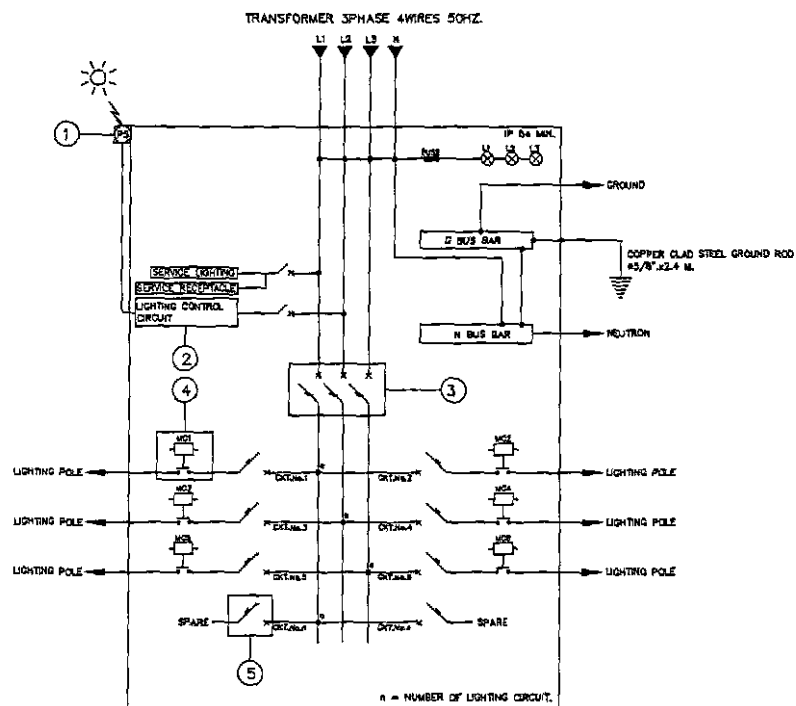 TRANSFORMER 3PHASE 4WIRES 50HZ.
L1 L2 L3 N
1
PS
IP 54 MIN.
FUSE
L1 L2 L3
GROUND
G BUS BAR
COPPER CLAD STEEL GROUND ROD
ø5/8".x2.4 M.
SERVICE LIGHTING
SERVICE RECEPTACLE
LIGHTING CONTROL
CIRCUIT
N BUS BAR
NEUTRON
2
4
3
MC1
MC2
LIGHTING POLE
CKT.No.1
CKT.No.2
LIGHTING POLE
MC3
MC4
LIGHTING POLE
CKT.No.3
CKT.No.4
LIGHTING POLE
MC5
MC6
LIGHTING POLE
CKT.No.5
CKT.No.6
LIGHTING POLE
SPARE
CKT.No.n
CKT.No.n
SPARE
5
n = NUMBER OF LIGHTING CIRCUIT.